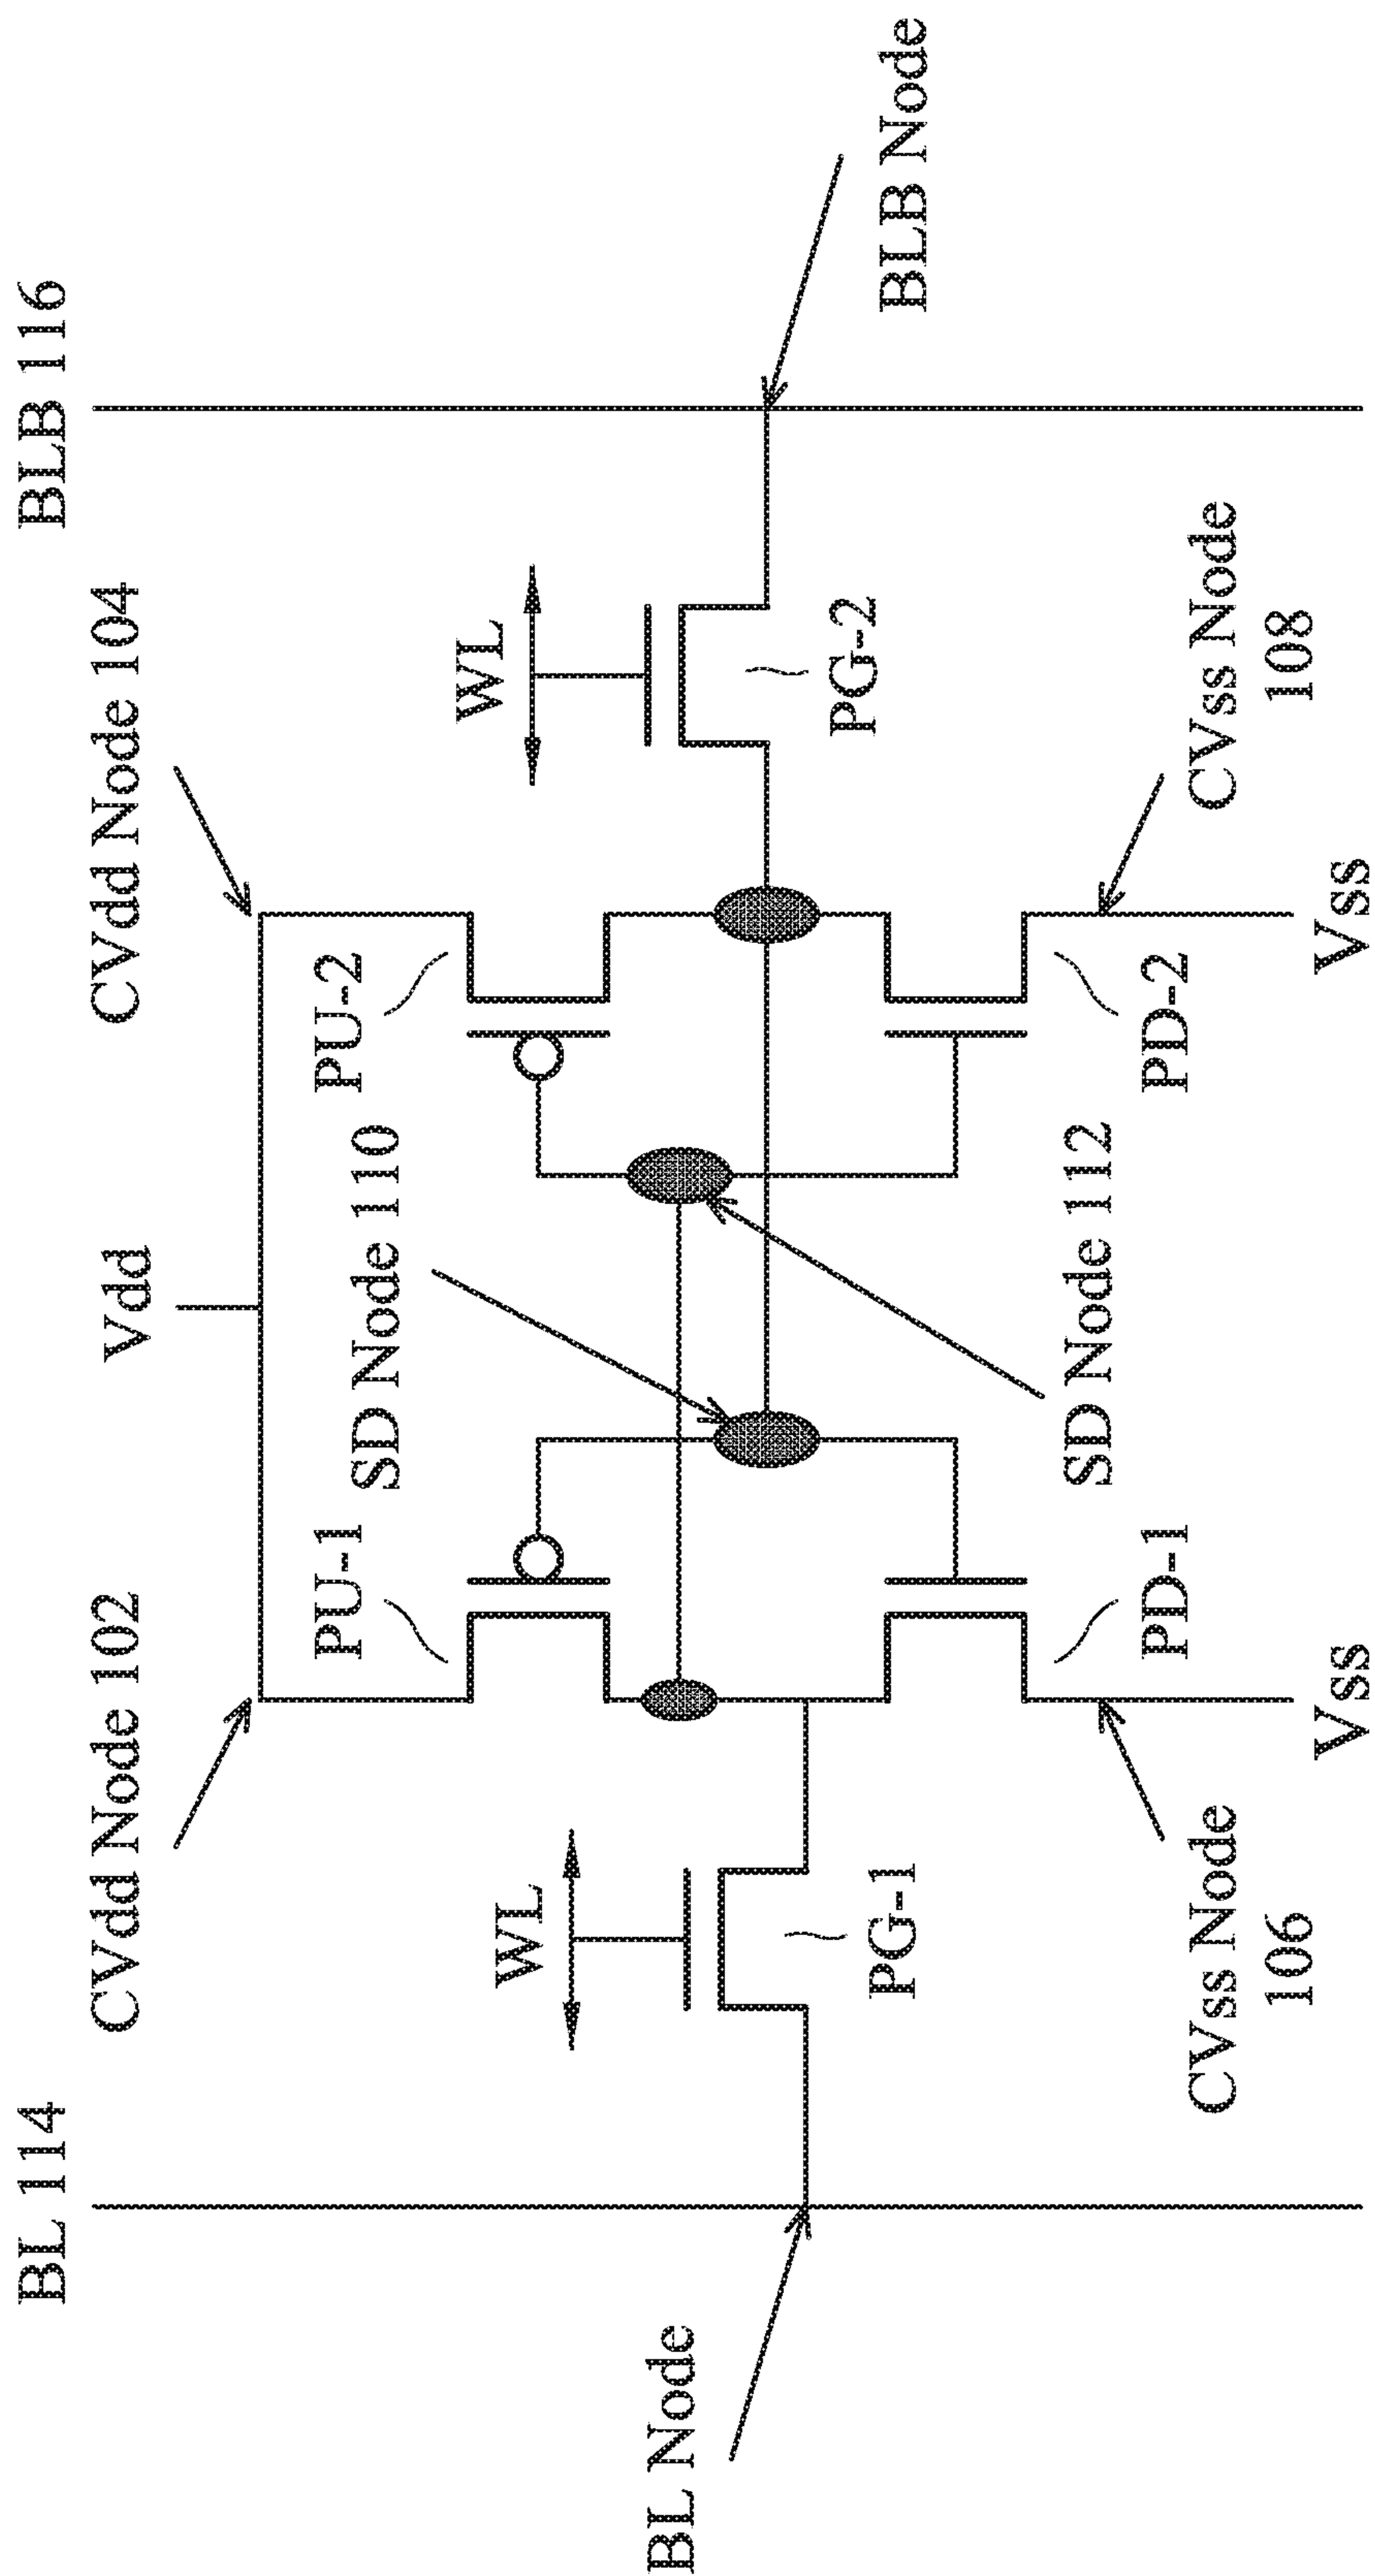 BL 114
BLB 116
CVdd Node 102
Vdd
CVdd Node 104
PU-1
SD Node 110
PU-2
WL
WL
BL Node
PG-1
PG-2
BLB Node
SD Node 112
PD-1
PD-2
CVss Node
106
CVss Node
108
Vss
Vss